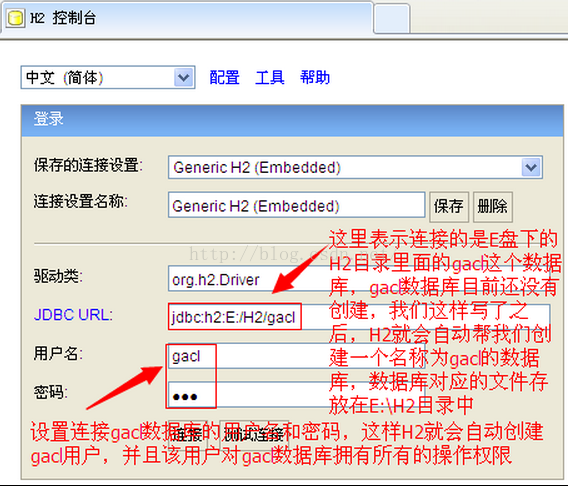 H2 控制台
中文 (简体) 配置 工具 帮助
登录
保存的连接设置: Generic H2 (Embedded)
连接设置名称: Generic H2 (Embedded) 保存 删除
http://blog.csdn.net
驱动类: org.h2.Driver
JDBC URL: jdbc:h2:E:/H2/gacl
用户名: gacl
密码: ●●●
连接 测试连接
这里表示连接的是E盘下的
H2目录里面的gacl这个数据
库，gacl数据库目前还没有
创建，我们这样写了之
后，H2就会自动帮我们创
建一个名称为gacl的数据
库，数据库对应的文件存
放在E:\H2目录中
设置连接gacl数据库的用户名和密码，这样H2就会自动创建
gacl用户，并且该用户对gacl数据库拥有所有的操作权限